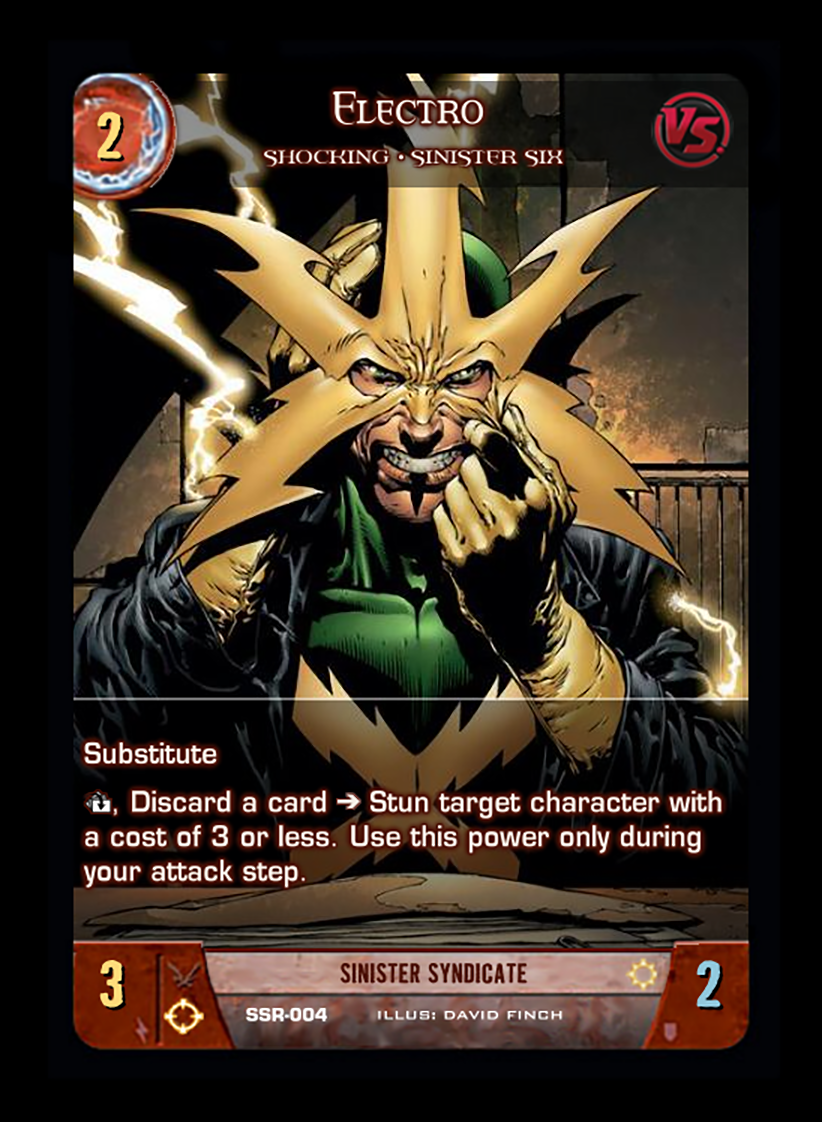 2
Electro
VS.
Shocking • Sinister Six
Substitute
, Discard a card ➔ Stun target character with
a cost of 3 or less. Use this power only during
your attack step.
3
SINISTER SYNDICATE
2
SSR-004 ILLUS: DAVID FINCH